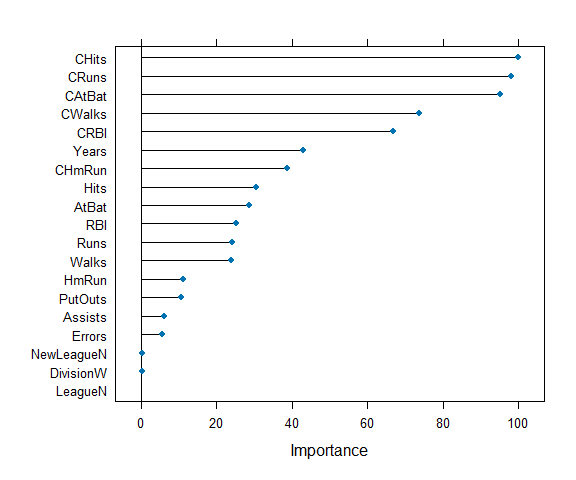 CHits
CRuns
CAtBat
CWalks
CRBI
Years
CHmRun
Hits
AtBat
RBI
Runs
Walks
HmRun
PutOuts
Assists
Errors
NewLeagueN
DivisionW
LeagueN
0 20 40 60 80 100
Importance